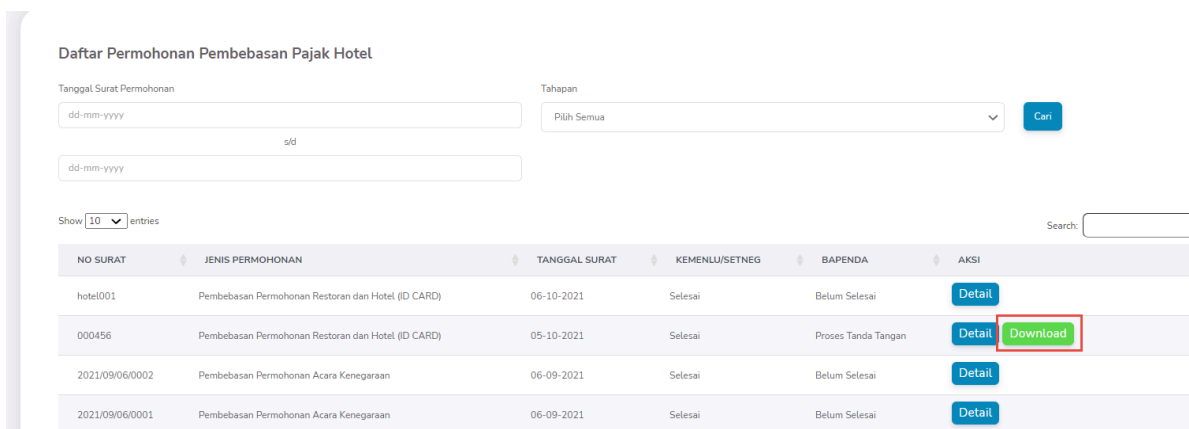 Daftar Permohonan Pembebasan Pajak Hotel
Tanggal Surat Permohonan Tahapan
dd-mm-yyyy Pilih Semua Cari
s/d
dd-mm-yyyy
Show 10 entries Search:
NO SURAT JENIS PERMOHONAN TANGGAL SURAT KEMENLU/SETNEG BAPENDA AKSI
hotel001 Pembebasan Permohonan Restoran dan Hotel (ID CARD) 06-10-2021 Selesai Belum Selesai Detail
000456 Pembebasan Permohonan Restoran dan Hotel (ID CARD) 05-10-2021 Selesai Proses Tanda Tangan Detail Download
2021/09/06/0002 Pembebasan Permohonan Acara Kenegaraan 06-09-2021 Selesai Belum Selesai Detail
2021/09/06/0001 Pembebasan Permohonan Acara Kenegaraan 06-09-2021 Selesai Belum Selesai Detail